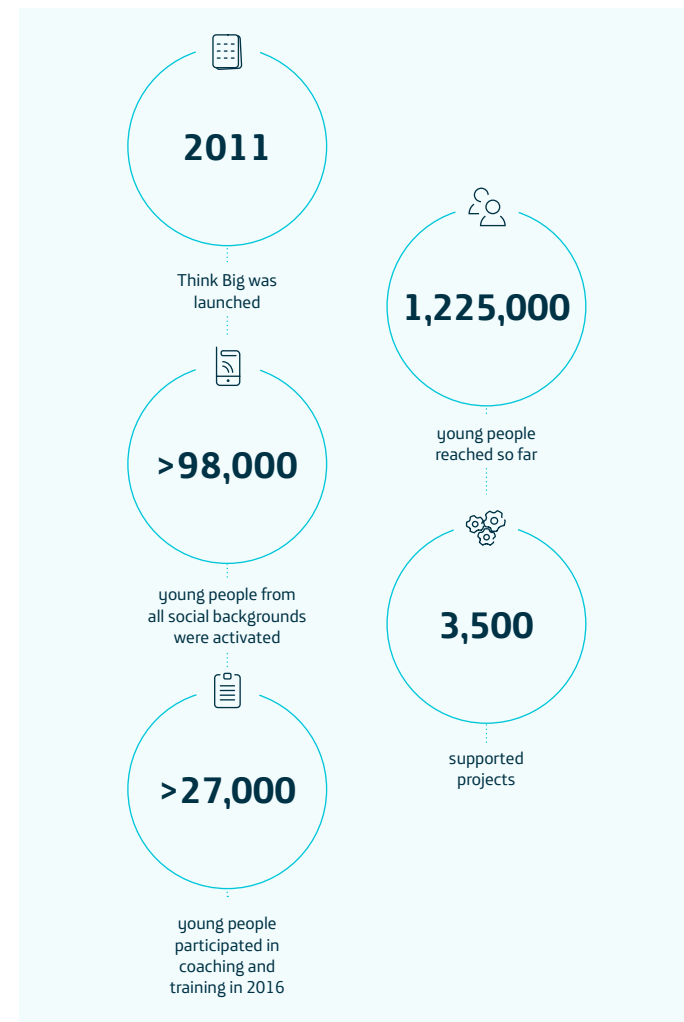 2011
Think Big was
launched
>98,000
young people from
all social backgrounds
were activated
>27,000
young people
participated in
coaching and
training in 2016
1,225,000
young people
reached so far
3,500
supported
projects